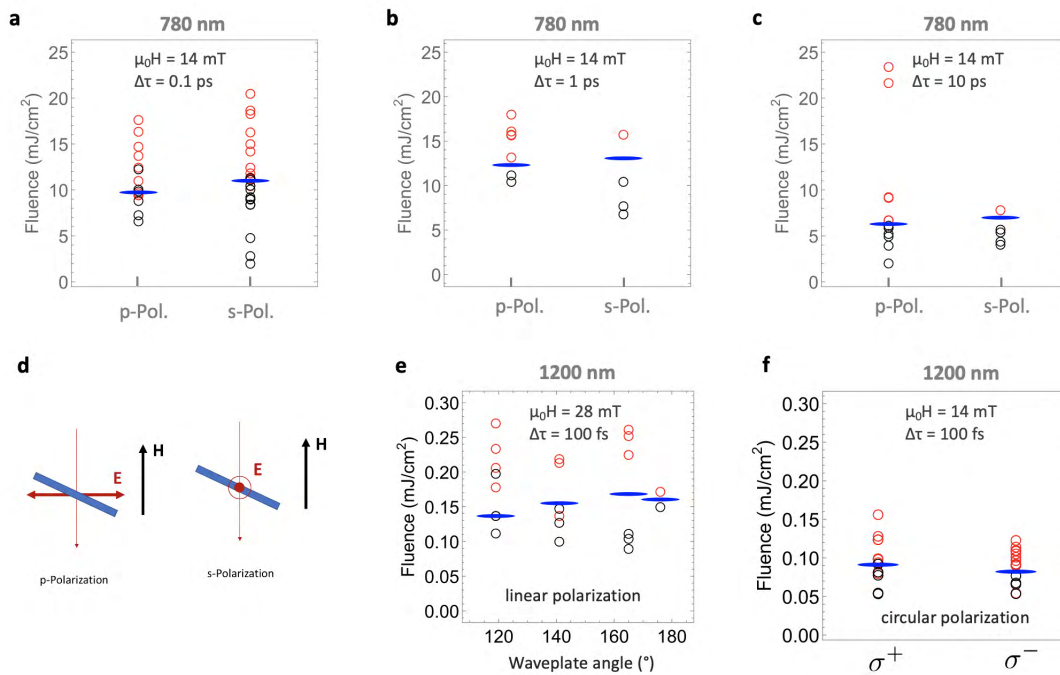 a
780 nm
μ₀H = 14 mT
Δτ = 0.1 ps
Fluence (mJ/cm²)
25
20
15
10
5
0
p-Pol.
s-Pol.
b
780 nm
μ₀H = 14 mT
Δτ = 1 ps
Fluence (mJ/cm²)
25
20
15
10
5
0
p-Pol.
s-Pol.
c
780 nm
μ₀H = 14 mT
Δτ = 10 ps
Fluence (mJ/cm²)
25
20
15
10
5
0
p-Pol.
s-Pol.
d
H
E
p-Polarization
H
E
s-Polarization
e
1200 nm
μ₀H = 28 mT
Δτ = 100 fs
Fluence (mJ/cm²)
0.30
0.25
0.20
0.15
0.10
0.05
0.00
linear polarization
120
140
160
180
Waveplate angle (°)
f
1200 nm
μ₀H = 14 mT
Δτ = 100 fs
Fluence (mJ/cm²)
0.30
0.25
0.20
0.15
0.10
0.05
0.00
circular polarization
σ⁺
σ⁻